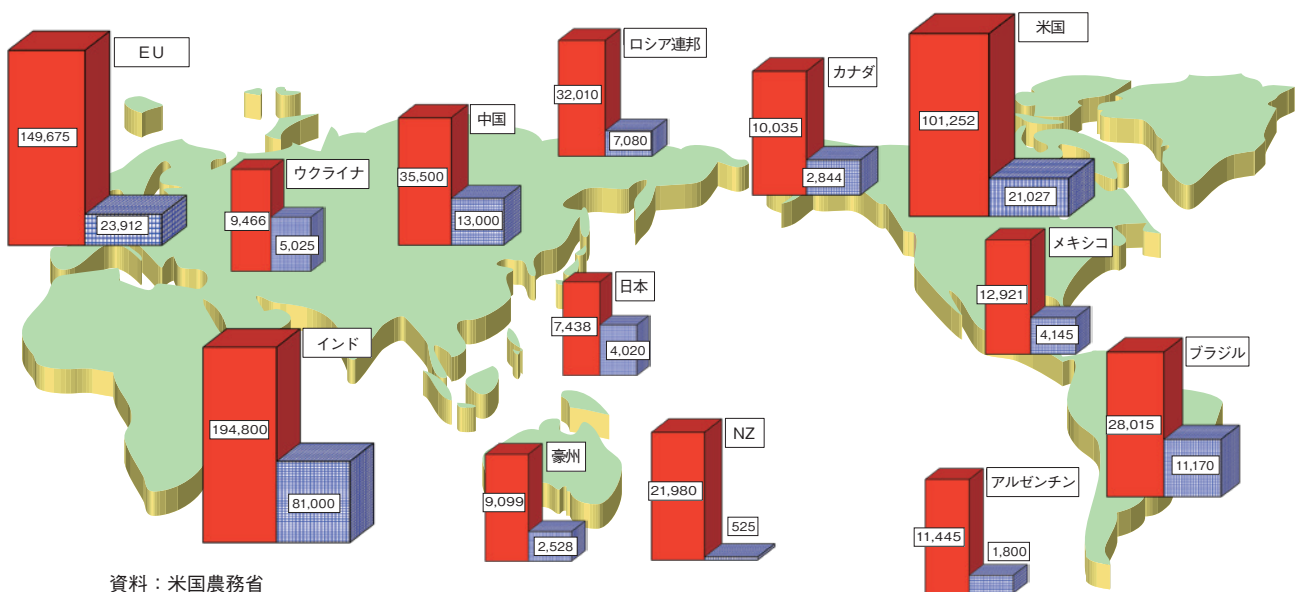 EU
149,675
23,912
ウクライナ
9,466
5,025
中国
35,500
13,000
ロシア連邦
32,010
7,080
カナダ
10,035
2,844
米国
101,252
21,027
メキシコ
12,921
4,145
日本
7,438
4,020
インド
194,800
81,000
豪州
9,099
2,528
NZ
21,980
525
ブラジル
28,015
11,170
アルゼンチン
11,445
1,800
資料：米国農務省